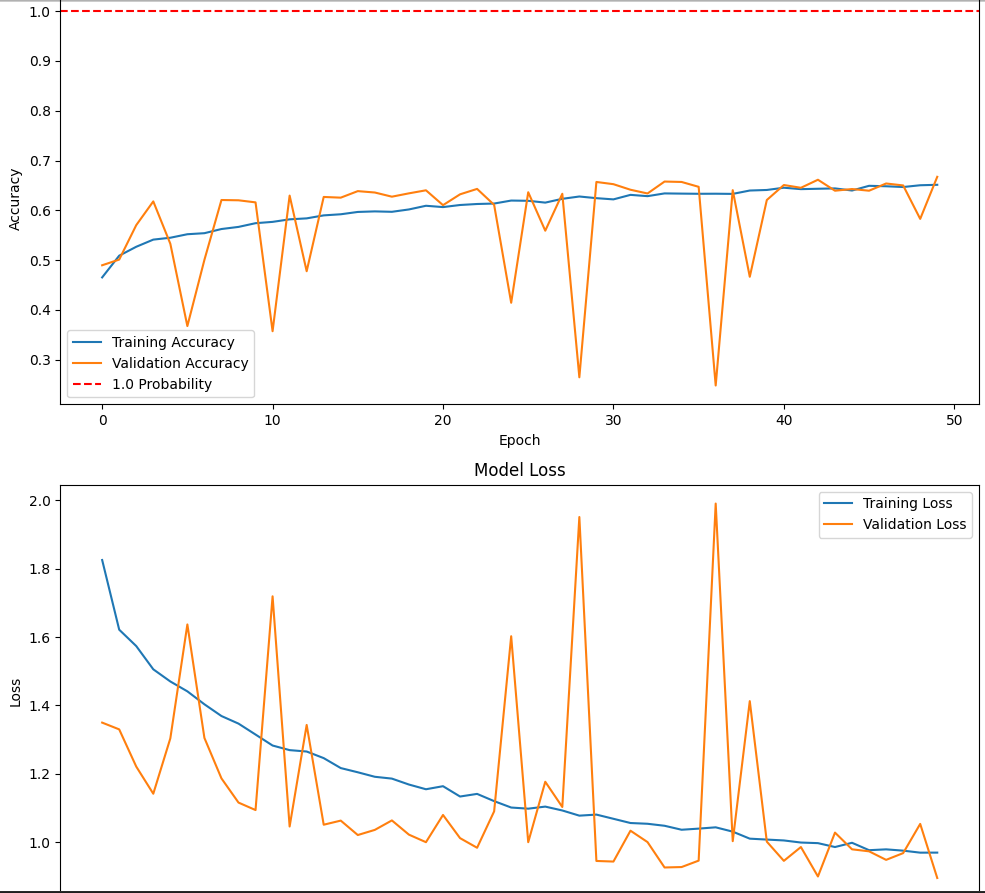 1.0
0.9
0.8
0.7
0.6
0.5
0.4
0.3
Accuracy
Training Accuracy
Validation Accuracy
1.0 Probability
0 10 20 30 40 50
Epoch
Model Loss
2.0
1.8
1.6
1.4
1.2
1.0
Loss
Training Loss
Validation Loss